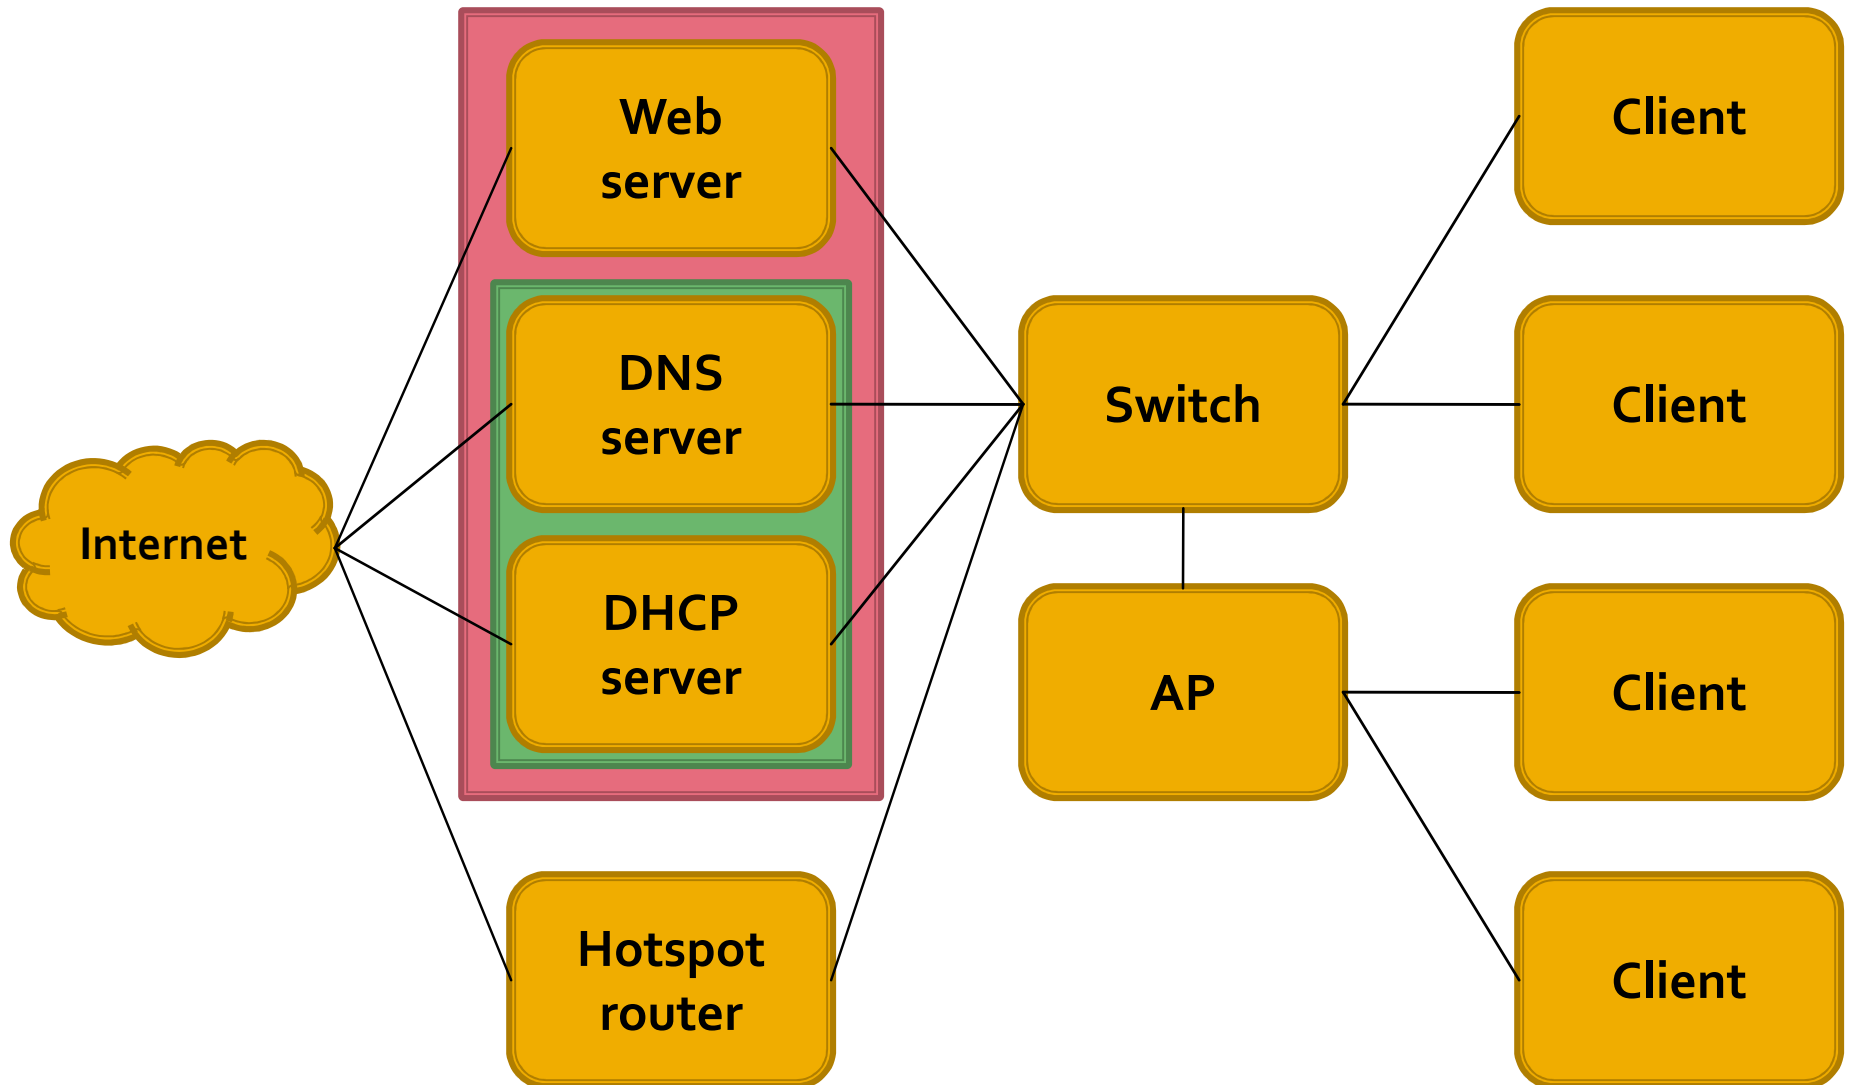 Internet
Web
server
DNS
server
DHCP
server
Hotspot
router
Switch
AP
Client
Client
Client
Client